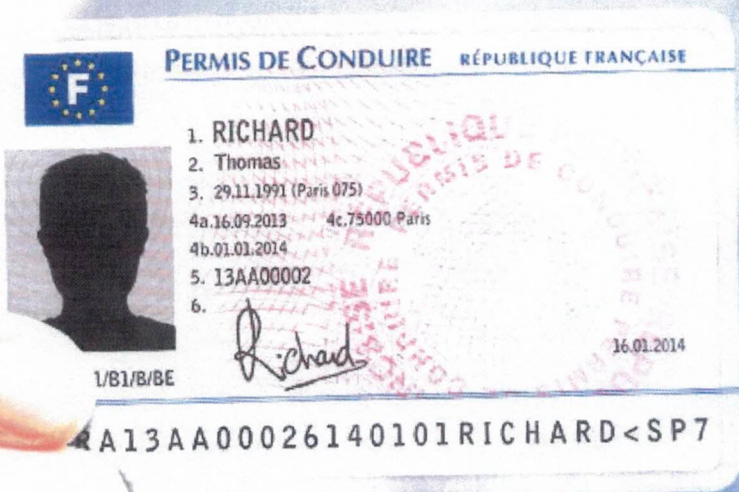 PERMIS DE CONDUIRE RÉPUBLIQUE FRANÇAISE
F
1. RICHARD
2. Thomas
3. 29.11.1991 (Paris 075)
4a.16.09.2013 4c.75000 Paris
4b.01.01.2014
5. 13AA00002
6.
Richard
16.01.2014
1/B1/B/BE
RA13AA00026140101RICHARD<SP7